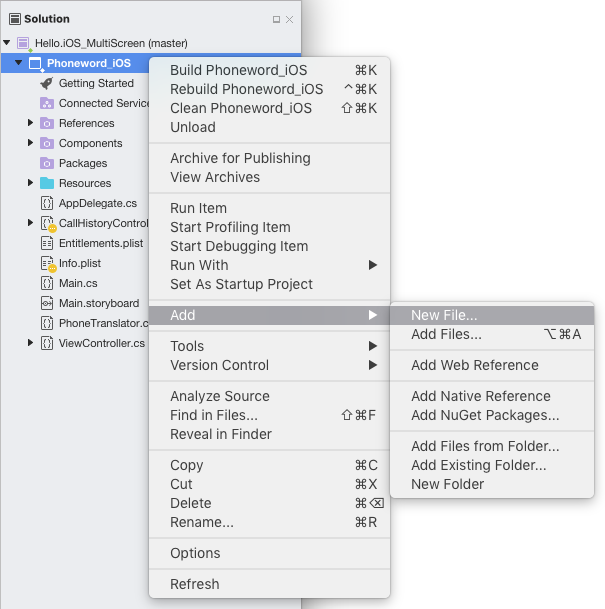 Solution
Hello.iOS_MultiScreen (master)
Phoneword_iOS
Getting Started
Connected Service
References
Components
Packages
Resources
AppDelegate.cs
CallHistoryControl
Entitlements.plist
Info.plist
Main.cs
Main.storyboard
PhoneTranslator.c
ViewController.cs
Build Phoneword_iOS ⌘K
Rebuild Phoneword_iOS ^⌘K
Clean Phoneword_iOS ⇧⌘K
Unload
Archive for Publishing
View Archives
Run Item
Start Profiling Item
Start Debugging Item
Run With
Set As Startup Project
Add
Tools
Version Control
Analyze Source
Find in Files... ⇧⌘F
Reveal in Finder
Copy ⌘C
Cut ⌘X
Delete ⌘⌫
Rename... ⌘R
Options
Refresh
New File...
Add Files... ⌥⌘A
Add Web Reference
Add Native Reference
Add NuGet Packages...
Add Files from Folder...
Add Existing Folder...
New Folder